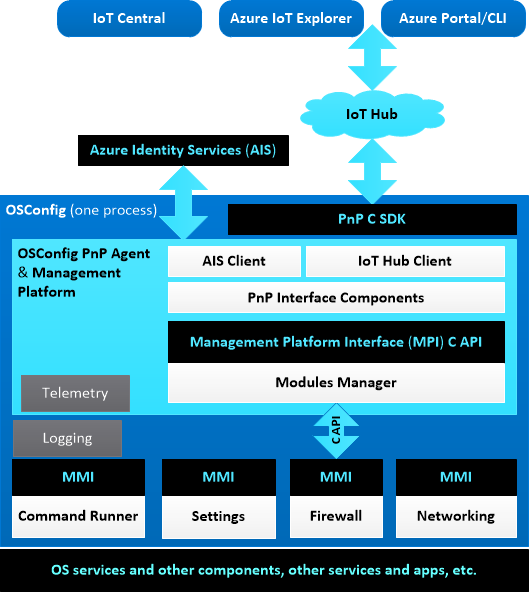 IoT Central
Azure IoT Explorer
Azure Portal/CLI
IoT Hub
Azure Identity Services (AIS)
OSConfig (one process)
PnP C SDK
OSConfig PnP Agent
& Management
Platform
AIS Client
IoT Hub Client
PnP Interface Components
Management Platform Interface (MPI) C API
Modules Manager
Telemetry
Logging
C API
MMI
MMI
MMI
MMI
Command Runner
Settings
Firewall
Networking
OS services and other components, other services and apps, etc.